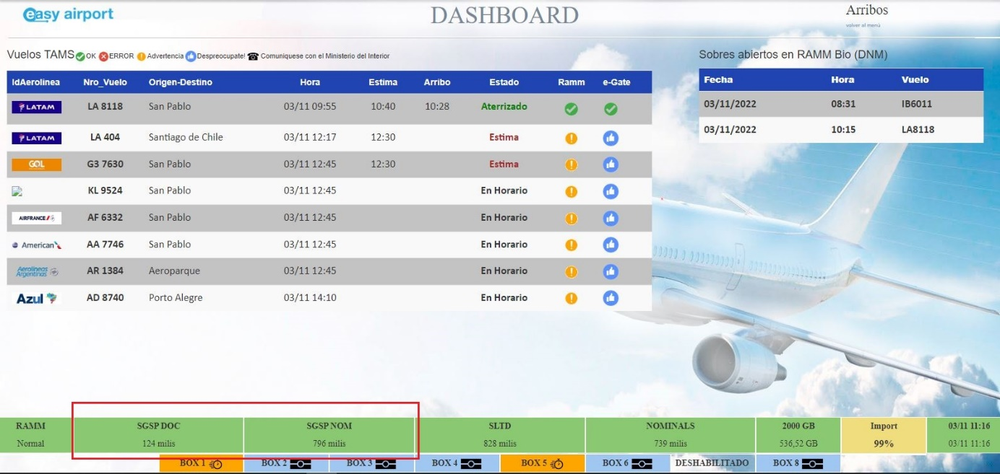 easy airport
DASHBOARD
Arribos
volver al menú
Vuelos TAMS OK ERROR Advertencia Despreocupate! Comuniquese con el Ministerio del Interior
Sobres abiertos en RAMM Bio (DNM)
IdAerolinea Nro_Vuelo Origen-Destino Hora Estima Arribo Estado Ramm e-Gate
LATAM LA 8118 San Pablo 03/11 09:55 10:40 10:28 Aterrizado
LATAM LA 404 Santiago de Chile 03/11 12:17 12:30 Estima
GOL G3 7630 San Pablo 03/11 12:45 12:30 Estima
KL 9524 San Pablo 03/11 12:45 En Horario
AIRFRANCE AF 6332 San Pablo 03/11 12:45 En Horario
American AA 7746 San Pablo 03/11 12:45 En Horario
Aerolíneas Argentinas AR 1384 Aeroparque 03/11 12:45 En Horario
Azul AD 8740 Porto Alegre 03/11 14:10 En Horario
Fecha Hora Vuelo
03/11/2022 08:31 IB6011
03/11/2022 10:15 LA8118
RAMM SGSP DOC SGSP NOM SLTD NOMINALS 2000 GB Import 03/11 11:16
Normal 124 milis 796 milis 828 milis 739 milis 536,52 GB 99% 03/11 11:16
BOX 1 BOX 2 BOX 3 BOX 4 BOX 5 BOX 6 DESHABILITADO BOX 8